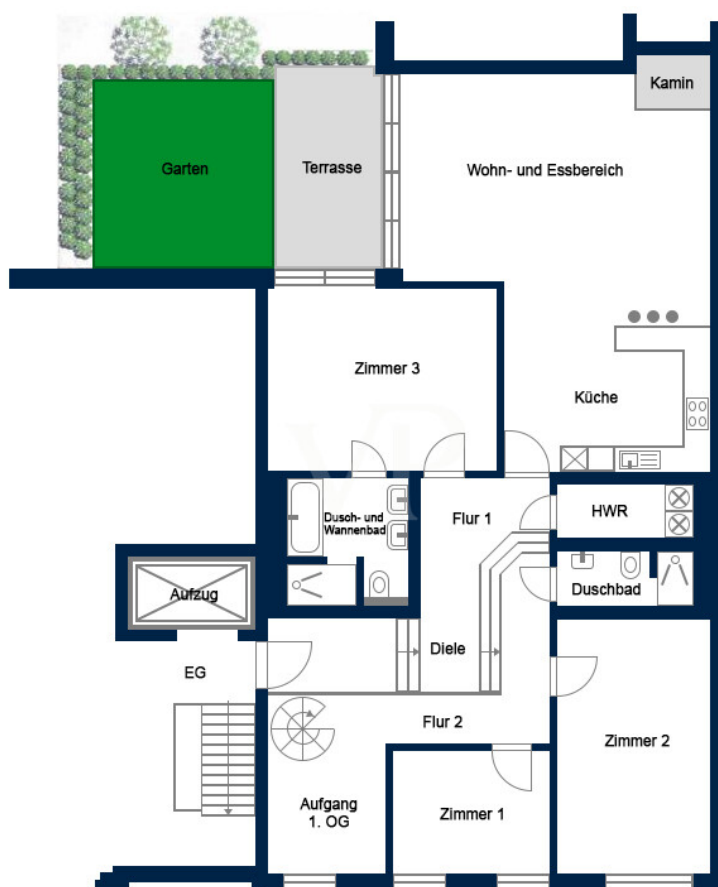 Kamin
Garten
Terrasse
Wohn- und Essbereich
Zimmer 3
Küche
Flur 1
HWR
Dusch- und
Wannenbad
Aufzug
Duschbad
Diele
EG
Flur 2
Zimmer 2
Aufgang
1. OG
Zimmer 1